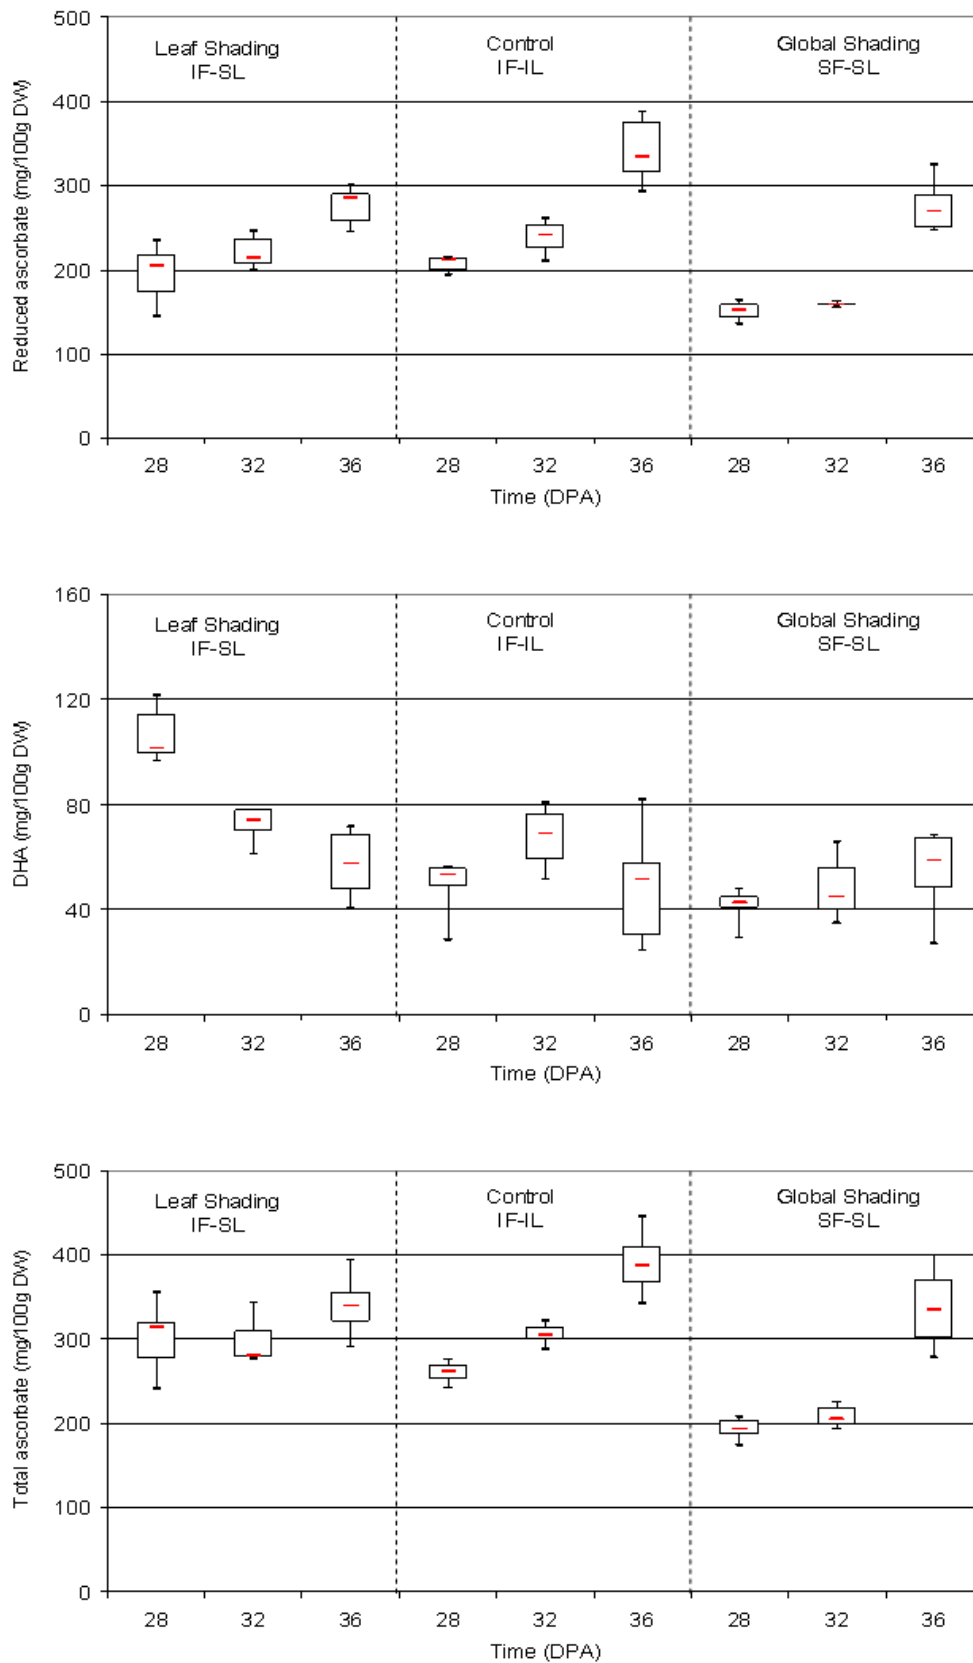 Reduced ascorbate (mg/100g DW)
500
400
300
200
100
0
Leaf Shading
IF-SL
Control
IF-IL
Global Shading
SF-SL
28 32 36 28 32 36 28 32 36
Time (DPA)
DHA (mg/100g DW)
160
120
80
40
0
Leaf Shading
IF-SL
Control
IF-IL
Global Shading
SF-SL
28 32 36 28 32 36 28 32 36
Time (DPA)
Total ascorbate (mg/100g DW)
500
400
300
200
100
0
Leaf Shading
IF-SL
Control
IF-IL
Global Shading
SF-SL
28 32 36 28 32 36 28 32 36
Time (DPA)